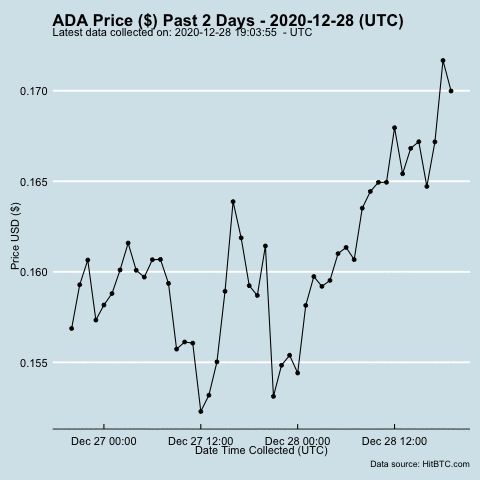 ADA Price ($) Past 2 Days - 2020-12-28 (UTC)
Latest data collected on: 2020-12-28 19:03:55 - UTC
0.170
0.165
0.160
0.155
Price USD ($)
Dec 27 00:00 Dec 27 12:00 Dec 28 00:00 Dec 28 12:00
Date Time Collected (UTC)
Data source: HitBTC.com